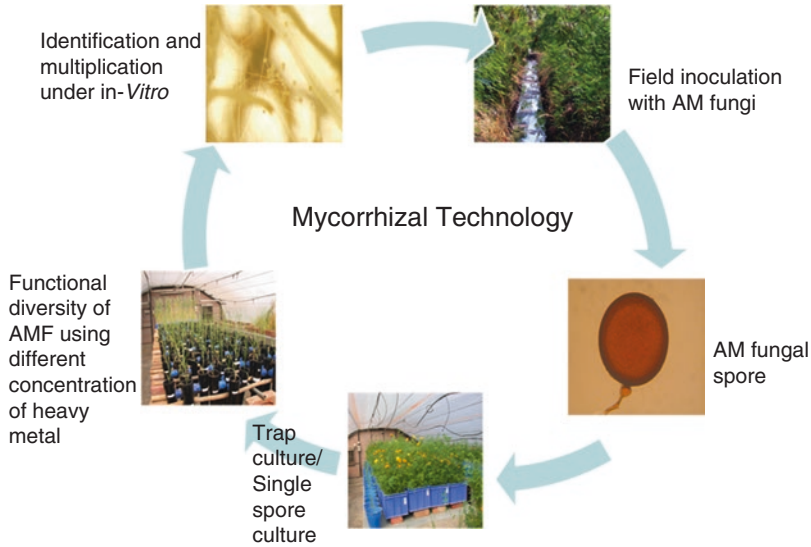 Identification and
multiplication
under in-Vitro
Field inoculation
with AM fungi
Mycorrhizal Technology
Functional
diversity of
AMF using
different
concentration
of heavy
metal
AM fungal
spore
Trap
culture/
Single
spore
culture